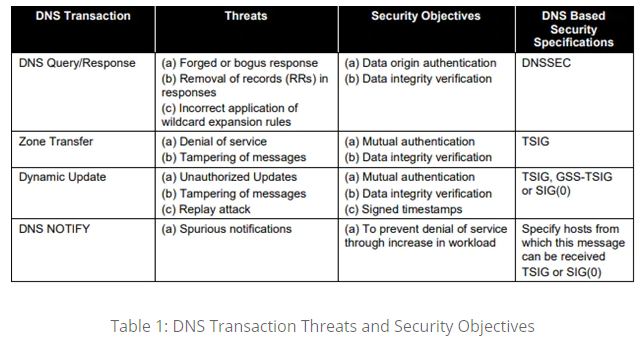 DNS Transaction Threats Security Objectives DNS Based
Security
Specifications
DNS Query/Response (a) Forged or bogus response (a) Data origin authentication DNSSEC
(b) Removal of records (RRs) in (b) Data integrity verification
responses
(c) Incorrect application of
wildcard expansion rules
Zone Transfer (a) Denial of service (a) Mutual authentication TSIG
(b) Tampering of messages (b) Data integrity verification
Dynamic Update (a) Unauthorized Updates (a) Mutual authentication TSIG, GSS-TSIG
(b) Tampering of messages (b) Data integrity verification or SIG(0)
(c) Replay attack (c) Signed timestamps
DNS NOTIFY (a) Spurious notifications (a) To prevent denial of service Specify hosts from
through increase in workload which this message
can be received
TSIG or SIG(0)
Table 1: DNS Transaction Threats and Security Objectives